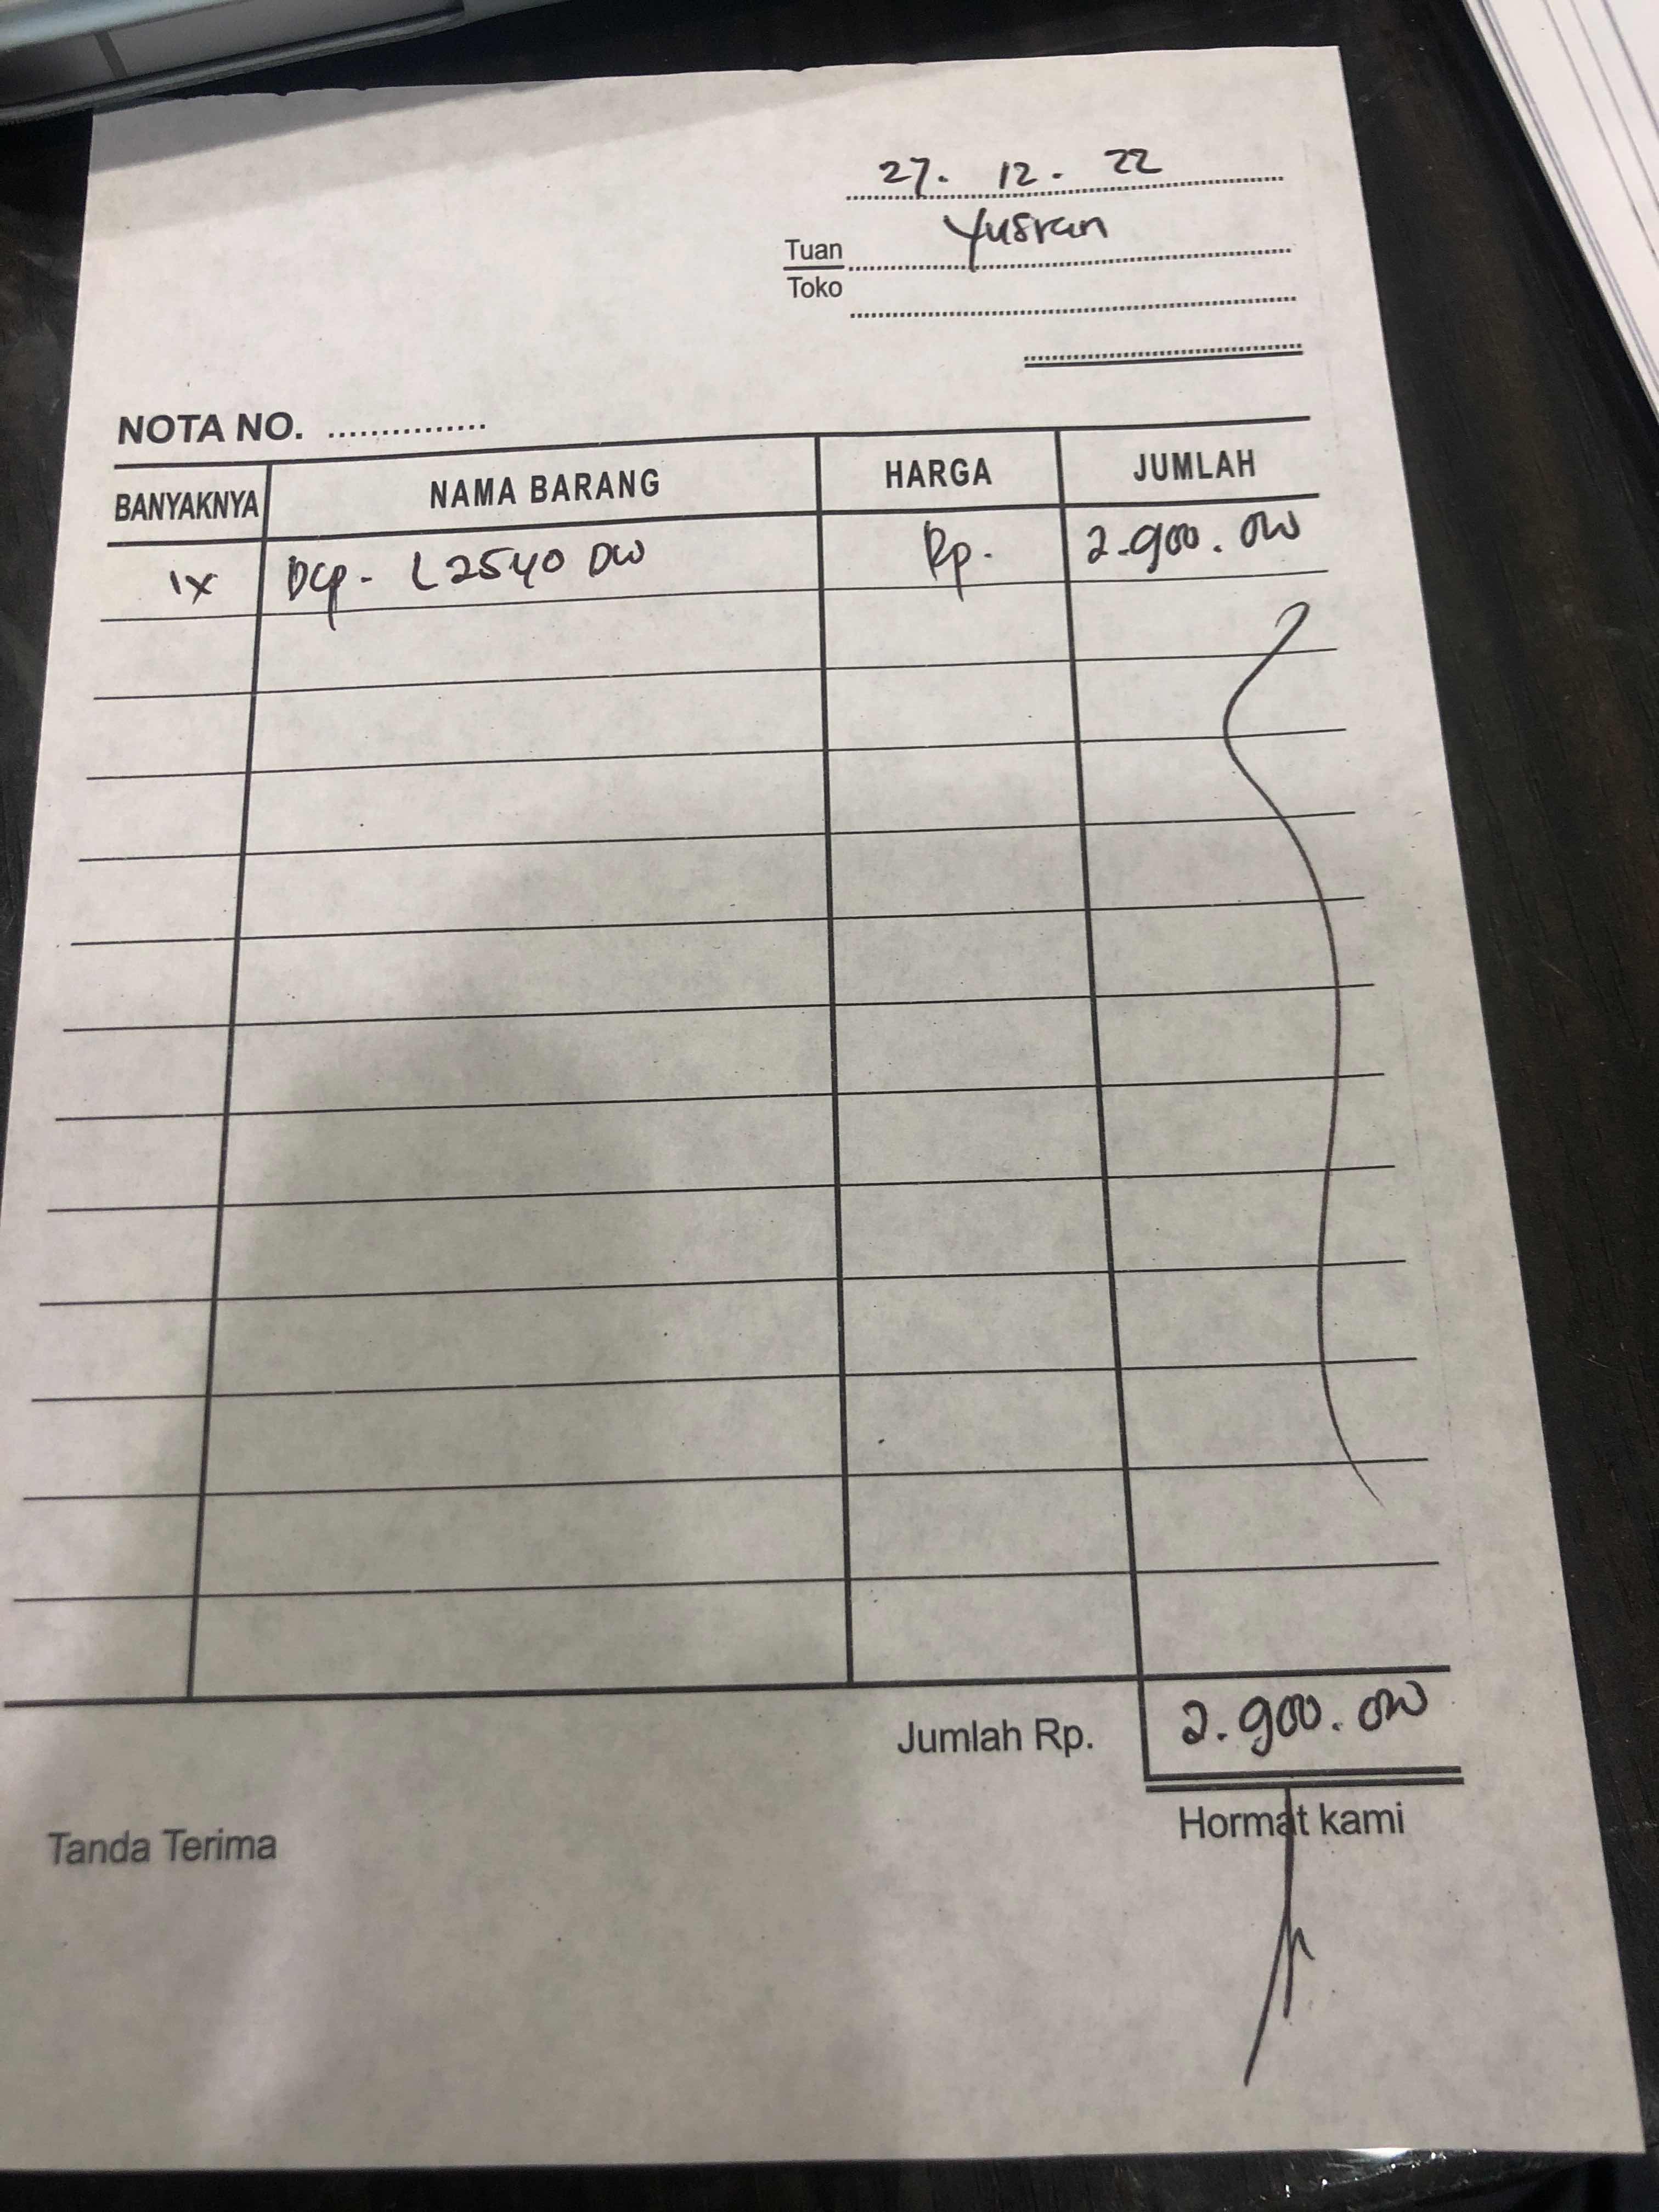 27. 12. 22
Tuan Yusran
Toko
NOTA NO. ...............
BANYAKNYA NAMA BARANG HARGA JUMLAH
1x DCP- L2540 DW Rp. 2.900.000
Jumlah Rp. 2.900.000
Tanda Terima Hormat kami